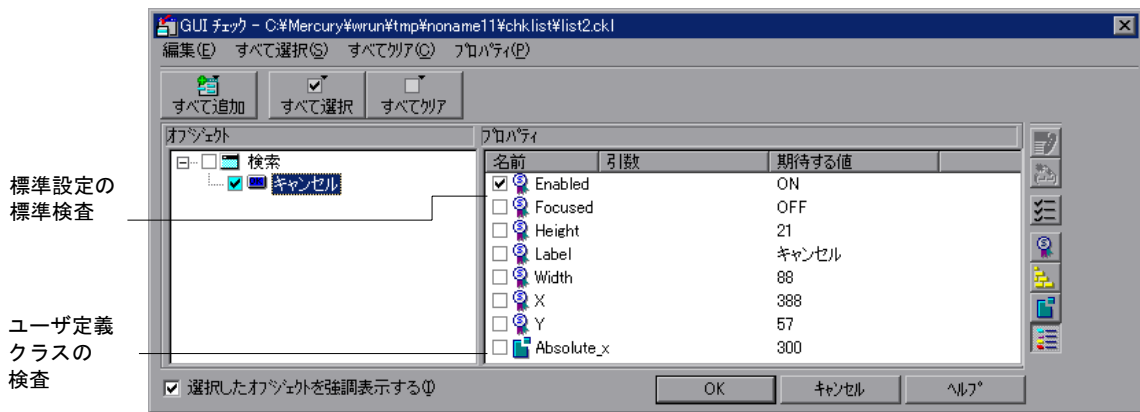 GUI チェック - C:¥Mercury¥wrun¥tmp¥noname11¥chklist¥list2.ckl
編集(E) すべて選択(S) すべてクリア(C) プロパティ(P)
すべて追加 すべて選択 すべてクリア
オブジェクト プロパティ
検索
キャンセル
名前 引数 期待する値
Enabled ON
Focused OFF
Height 21
Label キャンセル
Width 88
X 388
Y 57
Absolute_x 300
標準設定の
標準検査
ユーザ定義
クラスの
検査
選択したオブジェクトを強調表示する(I)
OK キャンセル ヘルプ